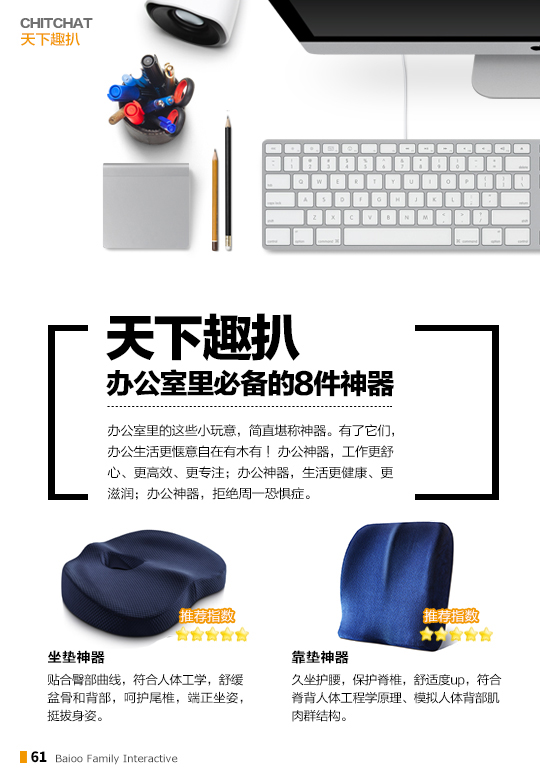 CHITCHAT
天下趣扒
天下趣扒
办公室里必备的8件神器
办公室里的这些小玩意，简直堪称神器。有了它们，
办公生活更惬意自在有木有！办公神器，工作更舒
心、更高效、更专注；办公神器，生活更健康、更
滋润；办公神器，拒绝周一恐惧症。
推荐指数
推荐指数
坐垫神器
贴合臀部曲线，符合人体工学，舒缓
盆骨和背部，呵护尾椎，端正坐姿，
挺拔身姿。
靠垫神器
久坐护腰，保护脊椎，舒适度up，符合
脊背人体工程学原理、模拟人体背部肌
肉群结构。
61 Baioo Family Interactive